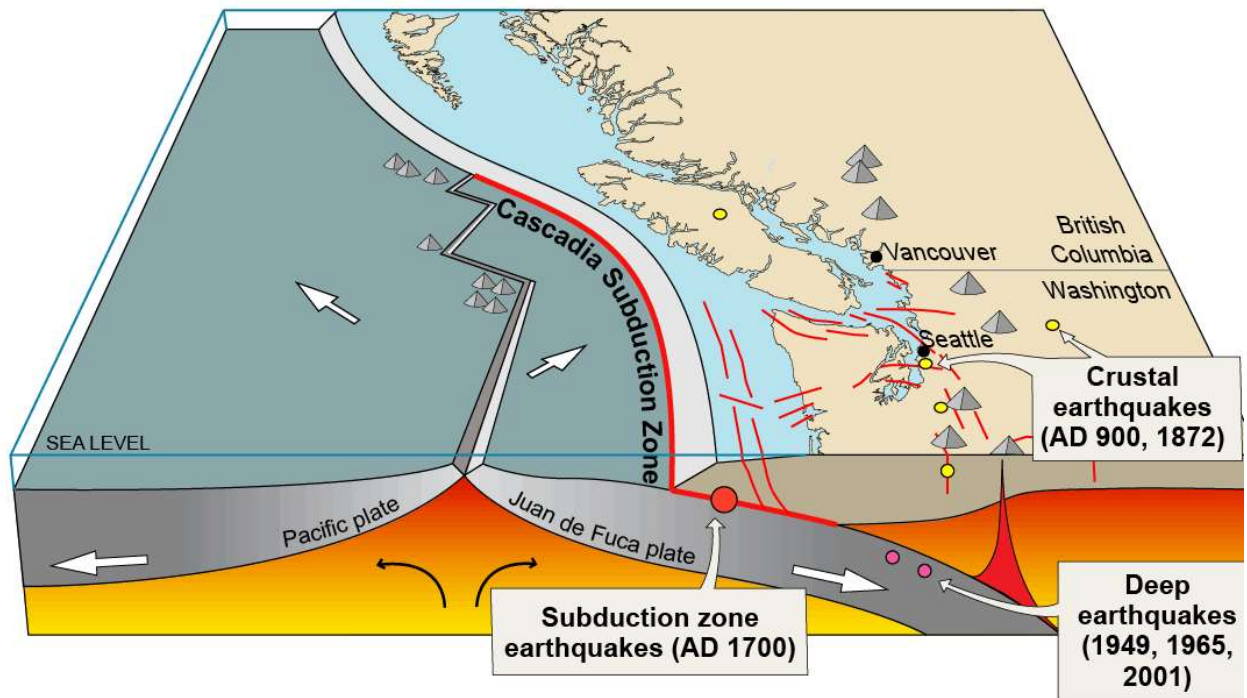 Cascadia Subduction Zone
British
Columbia
Vancouver
Washington
Seattle
Crustal
earthquakes
(AD 900, 1872)
SEA LEVEL
Pacific plate
Juan de Fuca plate
Subduction zone
earthquakes (AD 1700)
Deep
earthquakes
(1949, 1965,
2001)